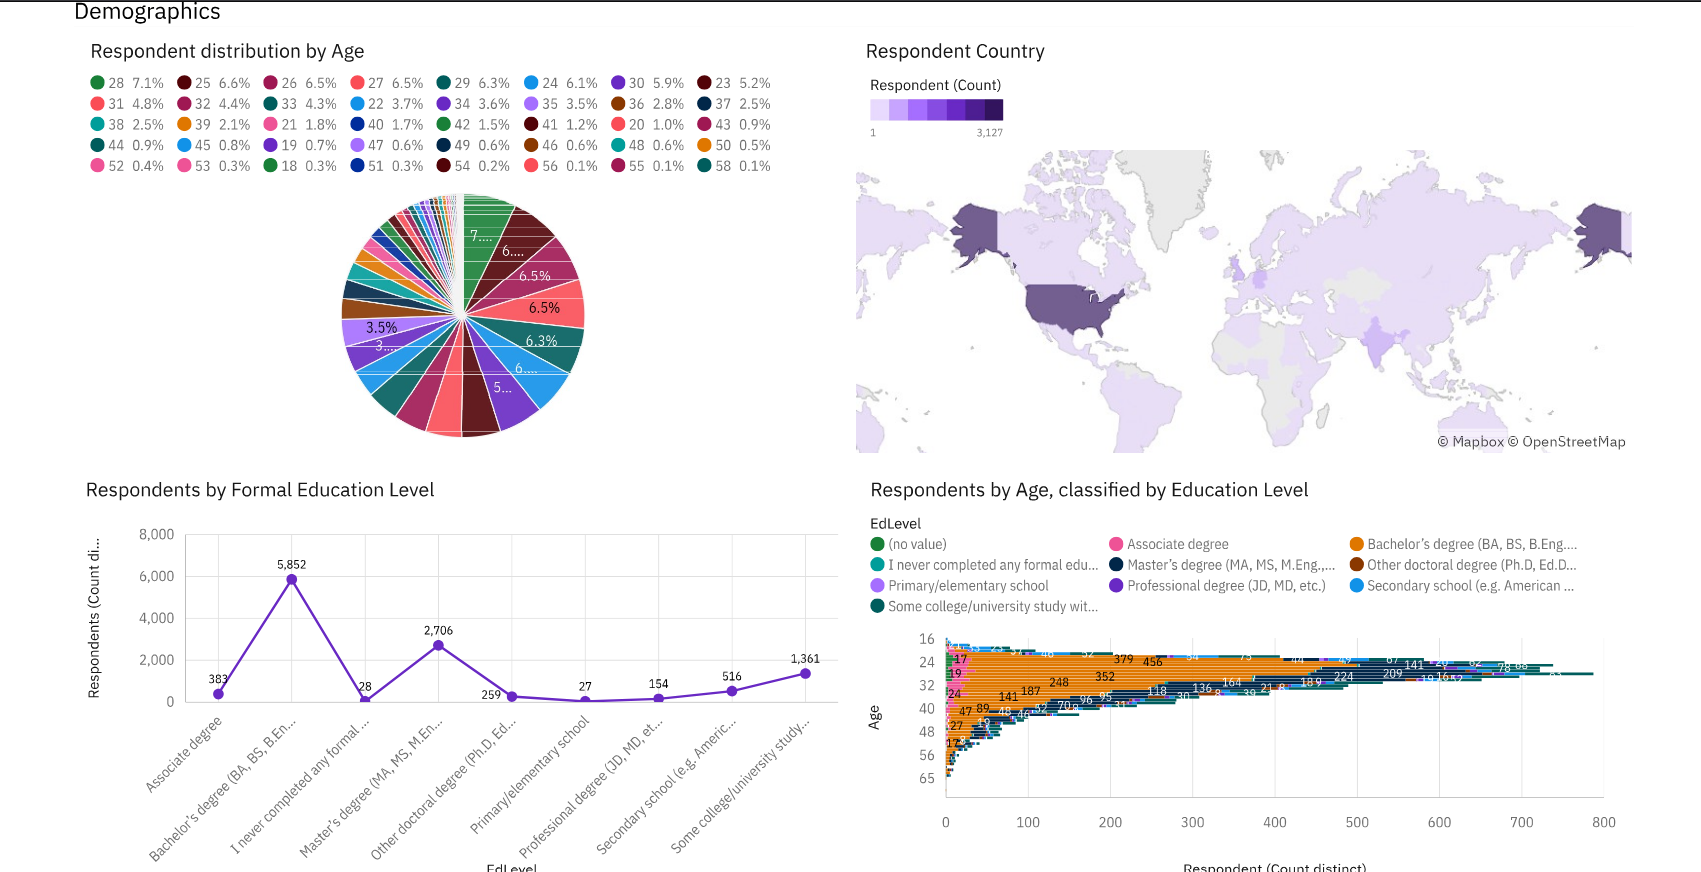 Demographics
Respondent distribution by Age
28 7.1% 25 6.6% 26 6.5% 27 6.5% 29 6.3% 24 6.1% 30 5.9% 23 5.2%
31 4.8% 32 4.4% 33 4.3% 22 3.7% 34 3.6% 35 3.5% 36 2.8% 37 2.5%
38 2.5% 39 2.1% 21 1.8% 40 1.7% 42 1.5% 41 1.2% 20 1.0% 43 0.9%
44 0.9% 45 0.8% 19 0.7% 47 0.6% 49 0.6% 46 0.6% 48 0.6% 50 0.5%
52 0.4% 53 0.3% 18 0.3% 51 0.3% 54 0.2% 56 0.1% 55 0.1% 58 0.1%
7....
6....
6.5%
6.5%
6.3%
6....
5...
3....
3.5%
Respondent Country
Respondent (Count)
1 3,127
© Mapbox © OpenStreetMap
Respondents by Formal Education Level
Respondents (Count di...
8,000
6,000
4,000
2,000
0
383
5,852
28
2,706
259
27
154
516
1,361
Associate degree
Bachelor's degree (BA, BS, B.En...
I never completed any formal ...
Master's degree (MA, MS, M.En...
Other doctoral degree (Ph.D, Ed...
Primary/elementary school
Professional degree (JD, MD, et...
Secondary school (e.g. Americ...
Some college/university study...
EdLevel
Respondents by Age, classified by Education Level
EdLevel
(no value) Associate degree Bachelor's degree (BA, BS, B.Eng....
I never completed any formal edu... Master's degree (MA, MS, M.Eng.,... Other doctoral degree (Ph.D, Ed.D...
Primary/elementary school Professional degree (JD, MD, etc.) Secondary school (e.g. American ...
Some college/university study wit...
Age
16
24
32
40
48
56
65
17
379
456
75
141
19
352
209
248
164
224
24
187
136
141
118
21
39
96
95
30
47
89
70
27
0 100 200 300 400 500 600 700 800
Respondent (Count distinct)